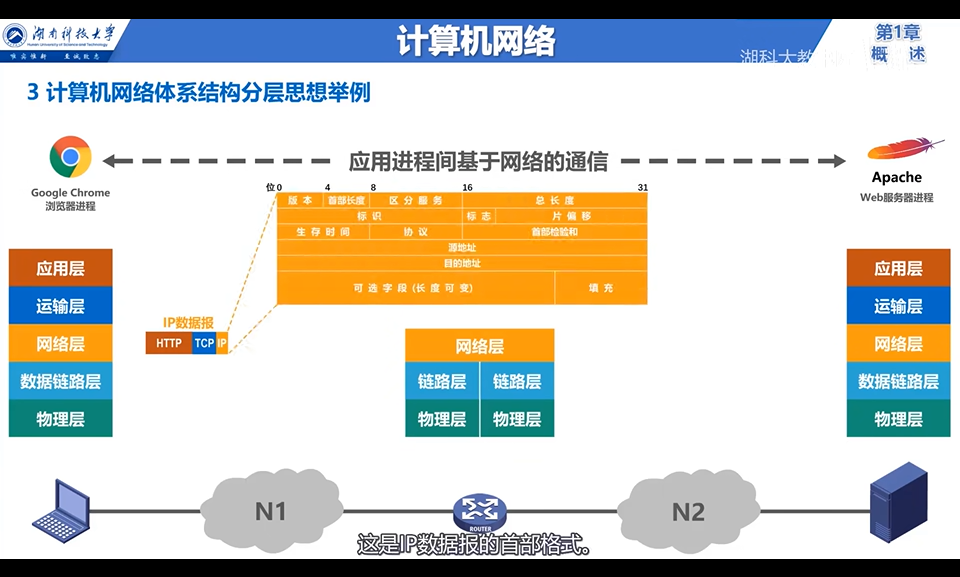 湖南科技大学
Hunan University of Science and Technology
唯实惟新 至诚致志
计算机网络
第1章
概 述
湖科大教
3 计算机网络体系结构分层思想举例
应用进程间基于网络的通信
Google Chrome
浏览器进程
Apache
Web服务器进程
位 0 4 8 16 31
版 本 首部长度 区 分 服 务 总 长 度
标 识 标 志 片 偏 移
生 存 时 间 协 议 首部检验和
源地址
目的地址
可 选 字 段 (长 度 可 变) 填 充
IP数据报
HTTP TCP IP
应用层
运输层
网络层
数据链路层
物理层
网络层
链路层 链路层
物理层 物理层
应用层
运输层
网络层
数据链路层
物理层
N1
ROUTER
N2
这是IP数据报的首部格式。